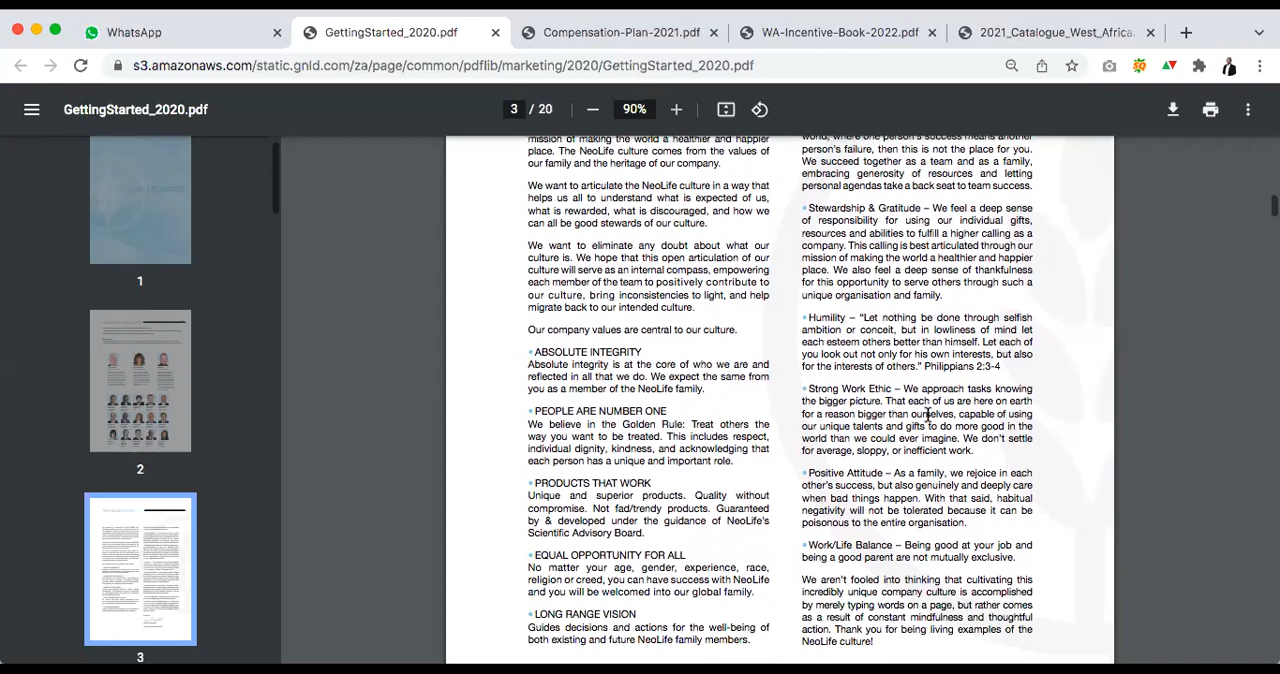 WhatsApp
GettingStarted_2020.pdf
Compensation-Plan-2021.pdf
WA-Incentive-Book-2022.pdf
2021_Catalogue_West_Africa.
s3.amazonaws.com/static.gnld.com/za/page/common/pdflib/marketing/2020/GettingStarted_2020.pdf
GettingStarted_2020.pdf
3 / 20
90%
1
2
3
mission of making the world a healthier and happier
place. The NeoLife culture comes from the values of
our family and the heritage of our company.
We want to articulate the NeoLife culture in a way that
helps us all to understand what is expected of us,
what is rewarded, what is discouraged, and how we
can all be good stewards of our culture.
We want to eliminate any doubt about what our
culture is. We hope that this open articulation of our
culture will serve as an internal compass, empowering
each member of the team to positively contribute to
our culture, bring inconsistencies to light, and help
migrate back to our intended culture.
Our company values are central to our culture.
• ABSOLUTE INTEGRITY
Absolute integrity is at the core of who we are and
reflected in all that we do. We expect the same from
you as a member of the NeoLife family.
• PEOPLE ARE NUMBER ONE
We believe in the Golden Rule: Treat others the
way you want to be treated. This includes respect,
individual dignity, kindness, and acknowledging that
each person has a unique and important role.
• PRODUCTS THAT WORK
Unique and superior products. Quality without
compromise. Not fad/trendy products. Guaranteed
by & developed under the guidance of NeoLife's
Scientific Advisory Board.
• EQUAL OPPORTUNITY FOR ALL
No matter your age, gender, experience, race,
religion or creed, you can have success with NeoLife
and you will be welcomed into our global family.
• LONG RANGE VISION
Guides decisions and actions for the well-being of
both existing and future NeoLife family members.
world, where one person's success means another
person's failure, then this is not the place for you.
We succeed together as a team and as a family,
embracing generosity of resources and letting
personal agendas take a back seat to team success.
• Stewardship & Gratitude – We feel a deep sense
of responsibility for using our individual gifts,
resources and abilities to fulfill a higher calling as a
company. This calling is best articulated through our
mission of making the world a healthier and happier
place. We also feel a deep sense of thankfulness
for this opportunity to serve others through such a
unique organisation and family.
• Humility – “Let nothing be done through selfish
ambition or conceit, but in lowliness of mind let
each esteem others better than himself. Let each of
you look out not only for his own interests, but also
for the interests of others.” Philippians 2:3-4
• Strong Work Ethic – We approach tasks knowing
the bigger picture. That each of us are here on earth
for a reason bigger than ourselves, capable of using
our unique talents and gifts to do more good in the
world than we could ever imagine. We don't settle
for average, sloppy, or inefficient work.
• Positive Attitude – As a family, we rejoice in each
other's success, but also genuinely and deeply care
when bad things happen. With that said, habitual
negativity will not be tolerated because it can be
poisonous to the entire organisation.
• Work/Life Balance – Being good at your job and
being a good parent are not mutually exclusive.
We aren't fooled into thinking that cultivating this
incredibly unique company culture is accomplished
by merely typing words on a page, but rather comes
as a result of constant mindfulness and thoughtful
action. Thank you for being living examples of the
NeoLife culture!